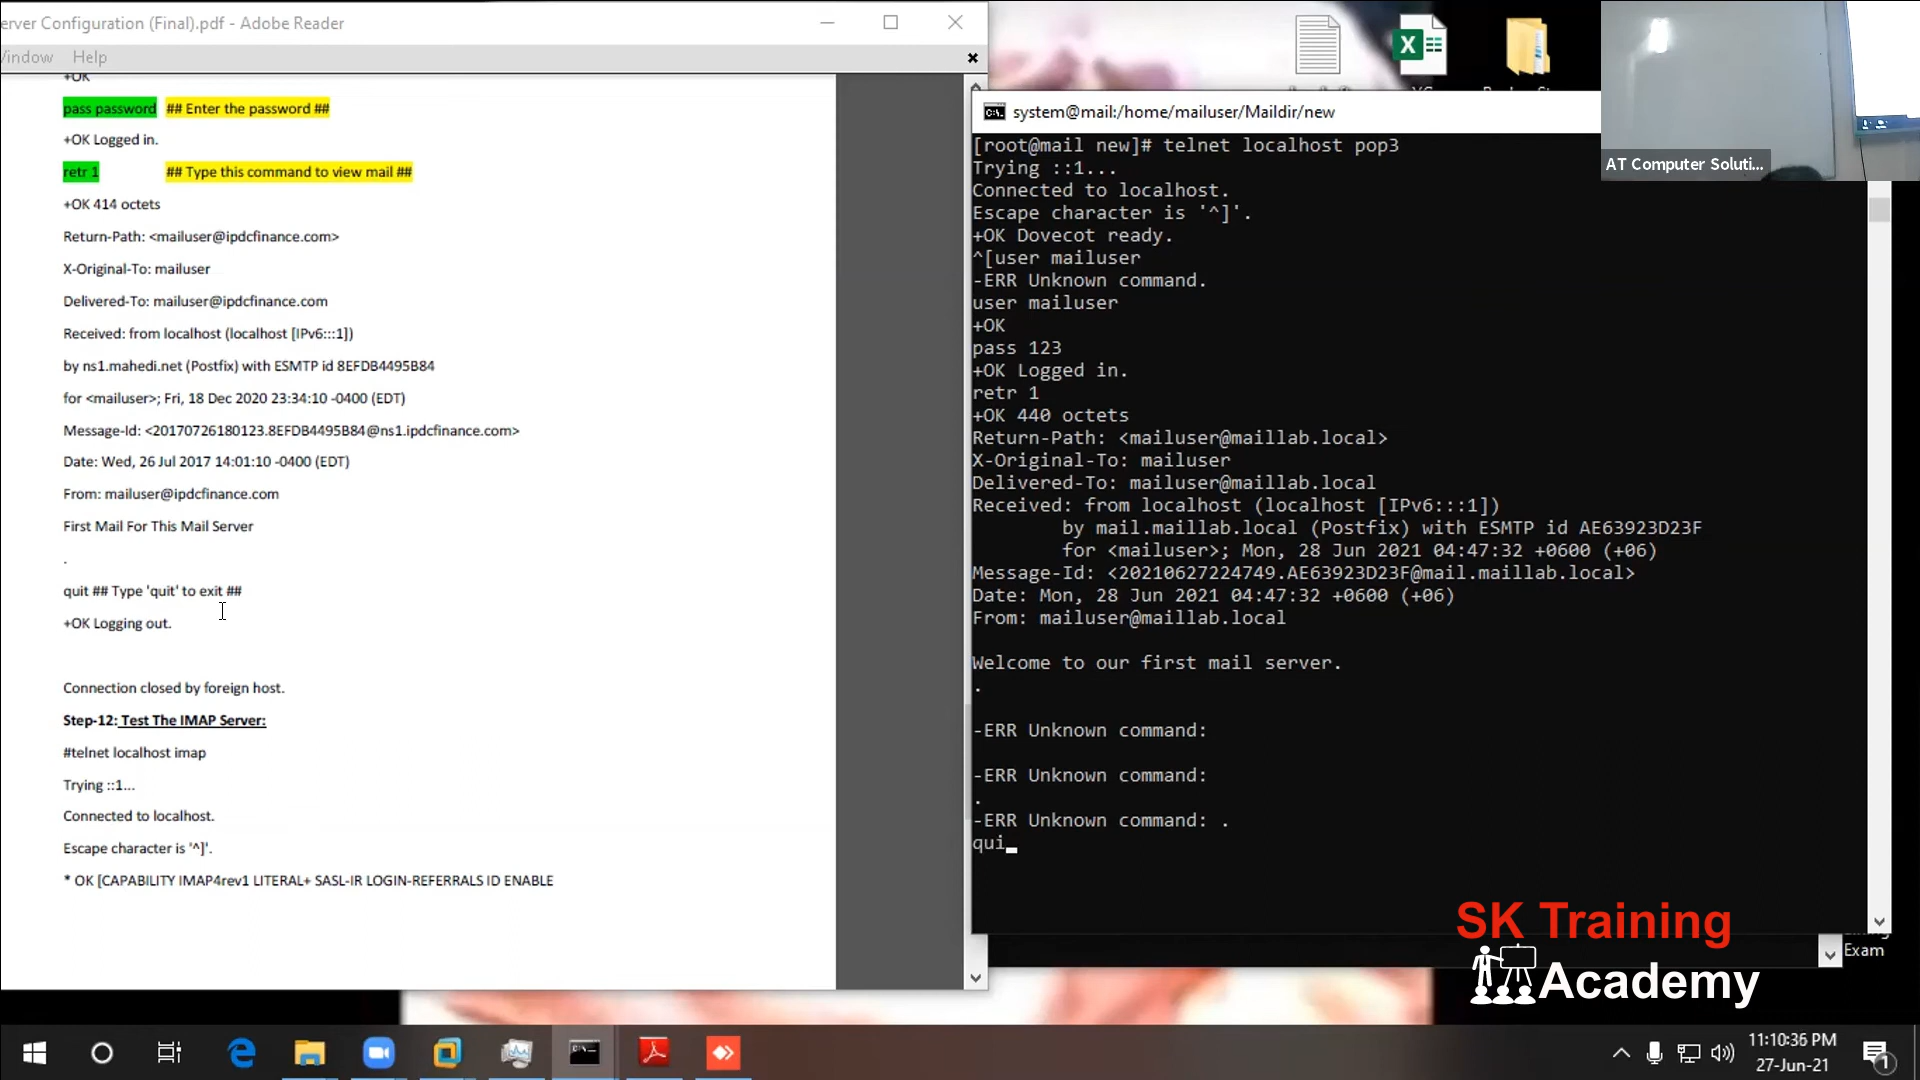 erver Configuration (Final).pdf - Adobe Reader
Window Help
+OK
pass password ## Enter the password ##
+OK Logged in.
retr 1 ## Type this command to view mail ##
+OK 414 octets
Return-Path: <mailuser@ipdcfinance.com>
X-Original-To: mailuser
Delivered-To: mailuser@ipdcfinance.com
Received: from localhost (localhost [IPv6:::1])
by ns1.mahedi.net (Postfix) with ESMTP id 8EFDB4495B84
for <mailuser>; Fri, 18 Dec 2020 23:34:10 -0400 (EDT)
Message-Id: <20170726180123.8EFDB4495B84@ns1.ipdcfinance.com>
Date: Wed, 26 Jul 2017 14:01:10 -0400 (EDT)
From: mailuser@ipdcfinance.com
First Mail For This Mail Server
.
quit ## Type 'quit' to exit ##
+OK Logging out.
Connection closed by foreign host.
Step-12: Test The IMAP Server:
#telnet localhost imap
Trying ::1...
Connected to localhost.
Escape character is '^]'.
* OK [CAPABILITY IMAP4rev1 LITERAL+ SASL-IR LOGIN-REFERRALS ID ENABLE
system@mail:/home/mailuser/Maildir/new
[root@mail new]# telnet localhost pop3
Trying ::1...
Connected to localhost.
Escape character is '^]'.
+OK Dovecot ready.
^[user mailuser
-ERR Unknown command.
user mailuser
+OK
pass 123
+OK Logged in.
retr 1
+OK 440 octets
Return-Path: <mailuser@maillab.local>
X-Original-To: mailuser
Delivered-To: mailuser@maillab.local
Received: from localhost (localhost [IPv6:::1])
by mail.maillab.local (Postfix) with ESMTP id AE63923D23F
for <mailuser>; Mon, 28 Jun 2021 04:47:32 +0600 (+06)
Message-Id: <20210627224749.AE63923D23F@mail.maillab.local>
Date: Mon, 28 Jun 2021 04:47:32 +0600 (+06)
From: mailuser@maillab.local
Welcome to our first mail server.
.
-ERR Unknown command:
-ERR Unknown command:
.
-ERR Unknown command: .
qui
AT Computer Soluti...
Exam
SK Training
Academy
11:10:36 PM
27-Jun-21
1